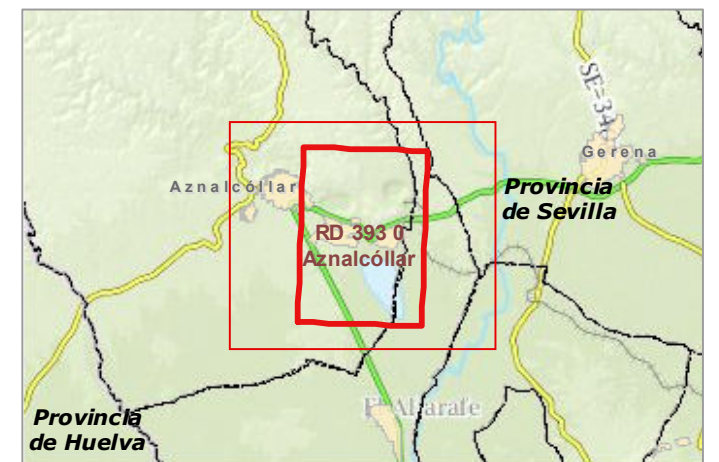 SE-34
Gerena
Aznalcóllar
Provincia
de Sevilla
RD 393 0
Aznalcóllar
El Aljarafe
Provincia
de Huelva